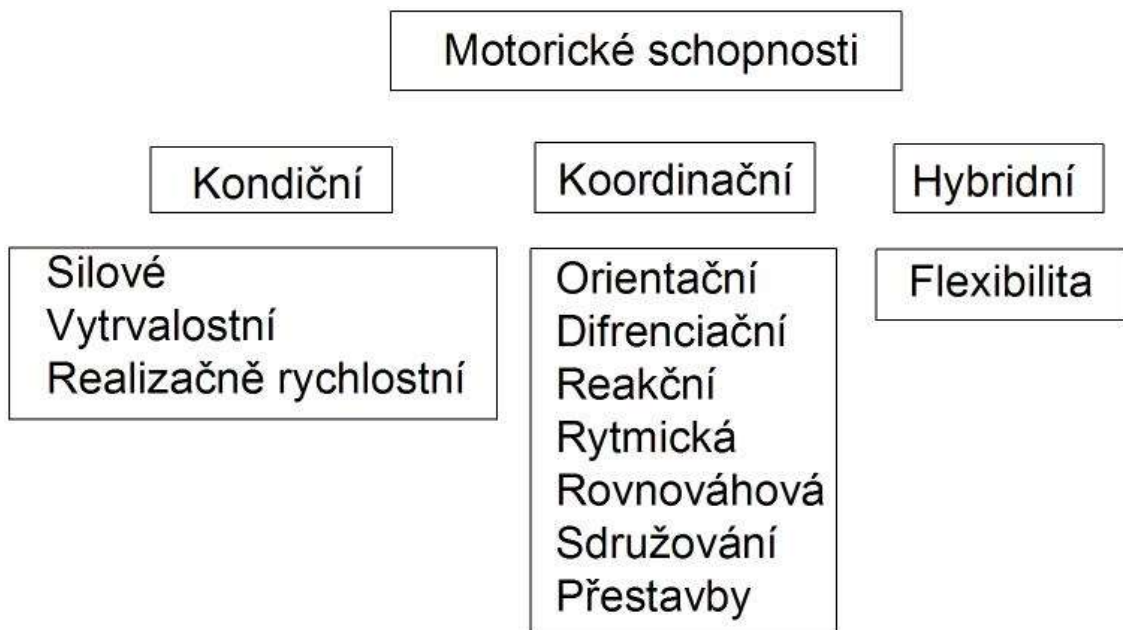 Motorické schopnosti
Kondiční
Koordinační
Hybridní
Silové
Vytrvalostní
Realizačně rychlostní
Orientační
Difrenciační
Reakční
Rytmická
Rovnováhová
Sdružování
Přestavby
Flexibilita